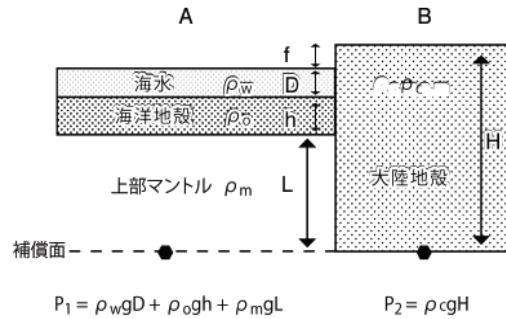 A
B
f
海水 ρw D
ρc
海洋地殻 ρo h
H
上部マントル ρm L
大陸地殻
補償面
P1 = ρwgD + ρogh + ρmgL
P2 = ρcgH